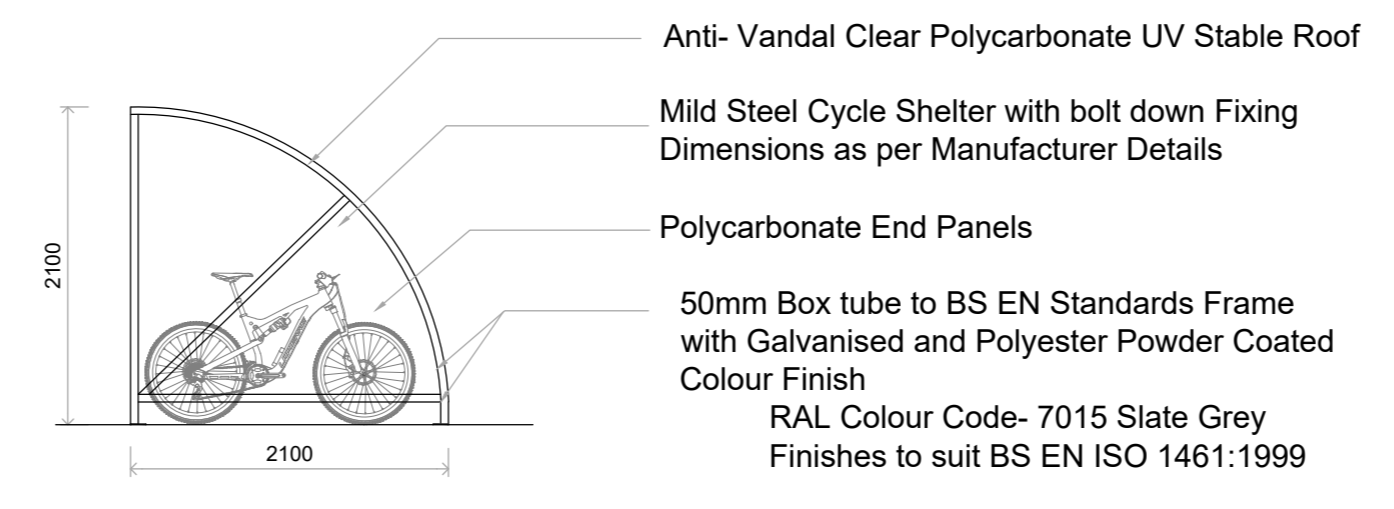 Anti- Vandal Clear Polycarbonate UV Stable Roof
Mild Steel Cycle Shelter with bolt down Fixing
Dimensions as per Manufacturer Details
Polycarbonate End Panels
50mm Box tube to BS EN Standards Frame
with Galvanised and Polyester Powder Coated
Colour Finish
RAL Colour Code- 7015 Slate Grey
Finishes to suit BS EN ISO 1461:1999
2100
2100